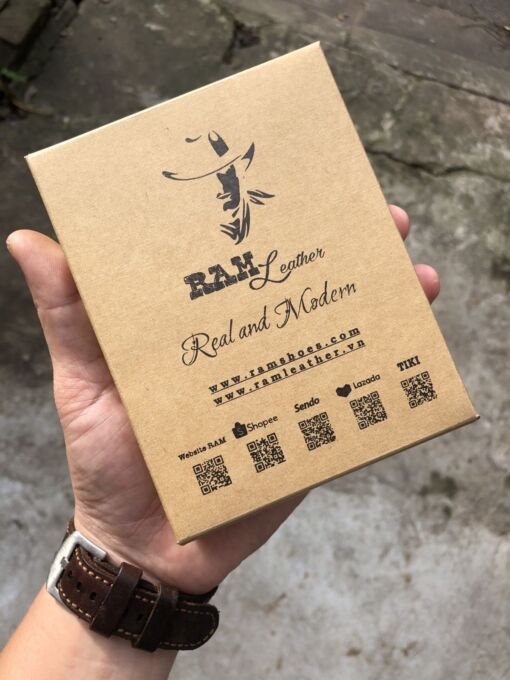 RAM Leather
Real and Modern
www.ramshoes.com
www.ramleather.vn
Website RAM
Shopee
Sendo
Lazada
TIKI